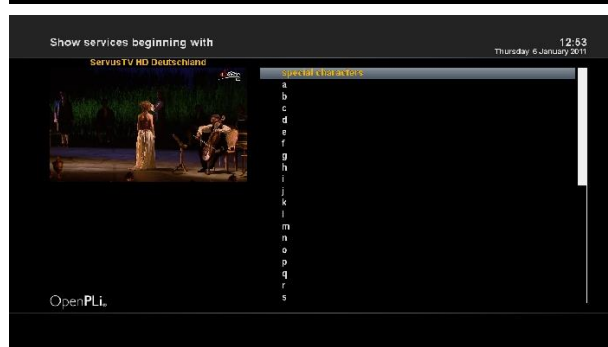 Show services beginning with
12:53
Thursday 6 January 2011
ServusTV HD Deutschland
special characters
a
b
c
d
e
f
g
h
i
j
k
l
m
n
o
p
q
r
s
OpenPLi.